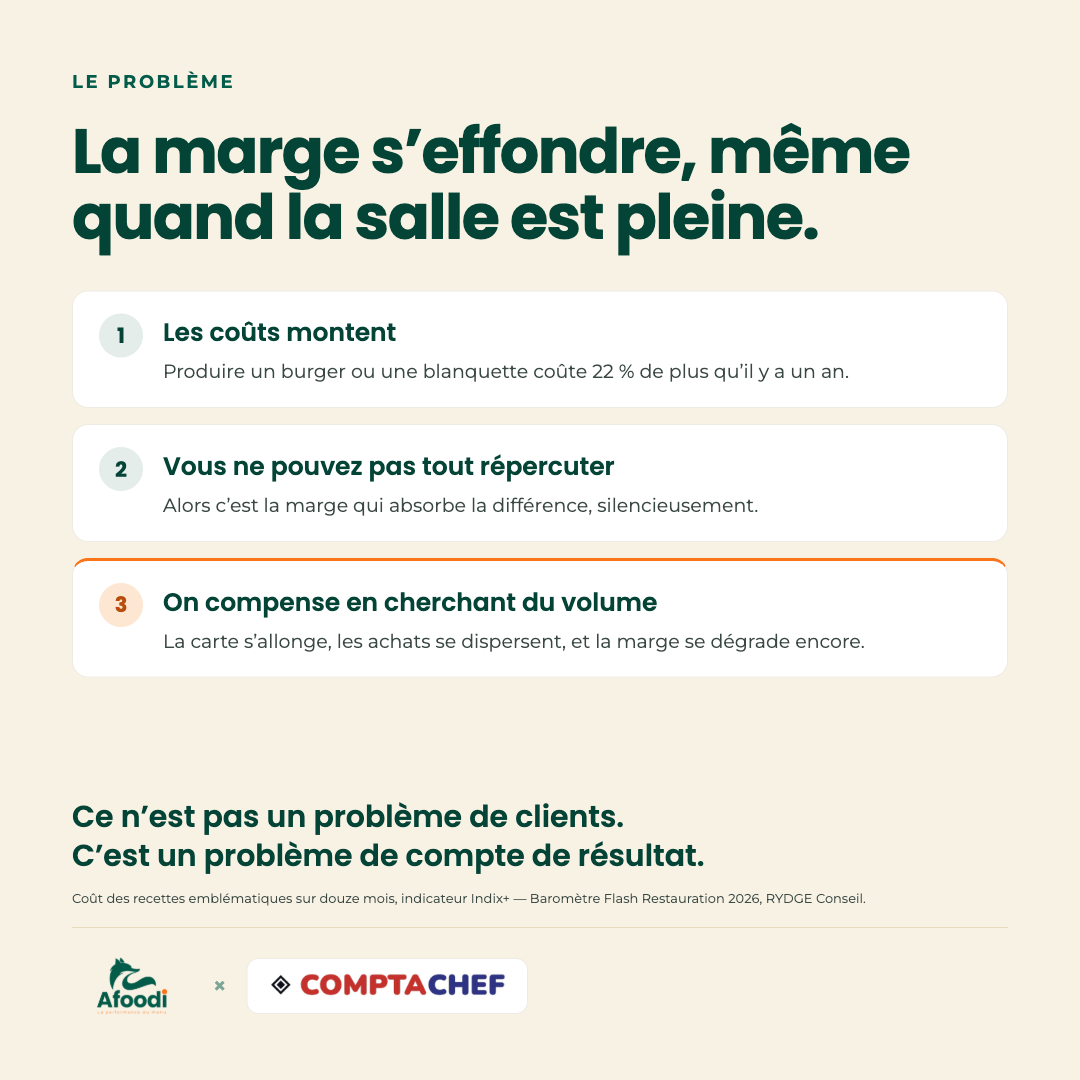 LE PROBLÈME
La marge s’effondre, même
quand la salle est pleine.
1
Les coûts montent
Produire un burger ou une blanquette coûte 22 % de plus qu’il y a un an.
2
Vous ne pouvez pas tout répercuter
Alors c’est la marge qui absorbe la différence, silencieusement.
3
On compense en cherchant du volume
La carte s’allonge, les achats se dispersent, et la marge se dégrade encore.
Ce n’est pas un problème de clients.
C’est un problème de compte de résultat.
Coût des recettes emblématiques sur douze mois, indicateur Indix+ — Baromètre Flash Restauration 2026, RYDGE Conseil.
Afoodi
La performance du menu
×
COMPTACHEF